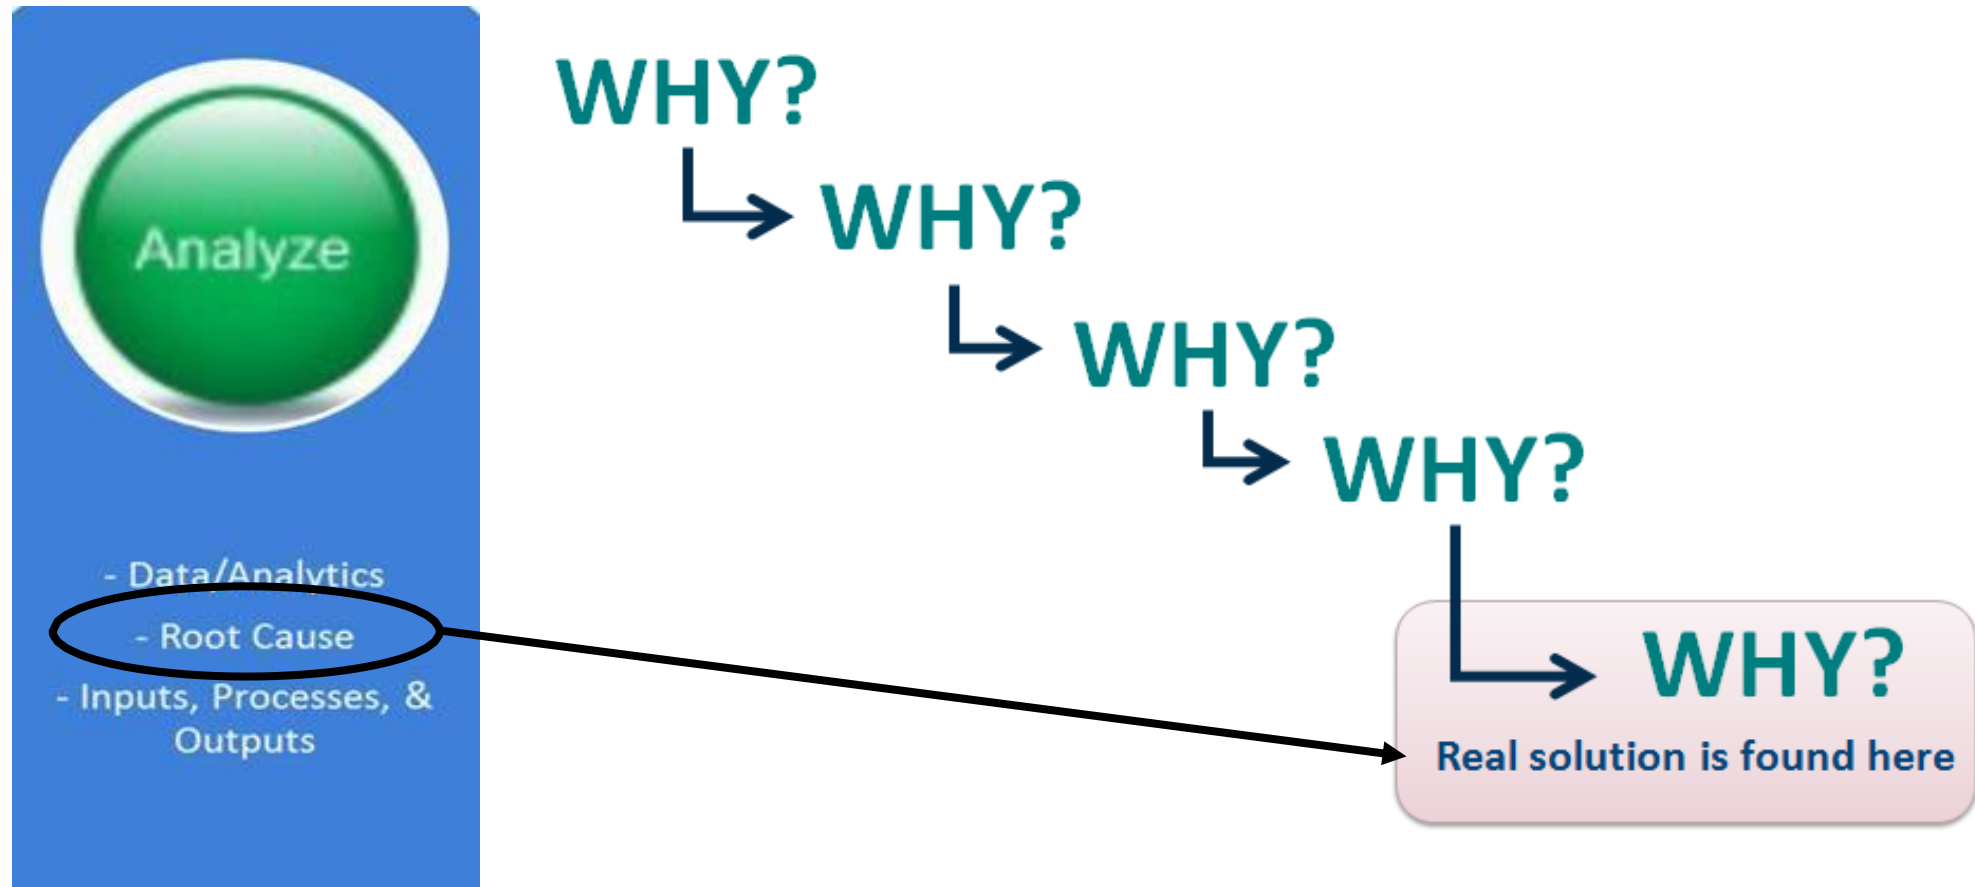 Analyze
- Data/Analytics
- Root Cause
- Inputs, Processes, &
Outputs
WHY?
WHY?
WHY?
WHY?
WHY?
Real solution is found here